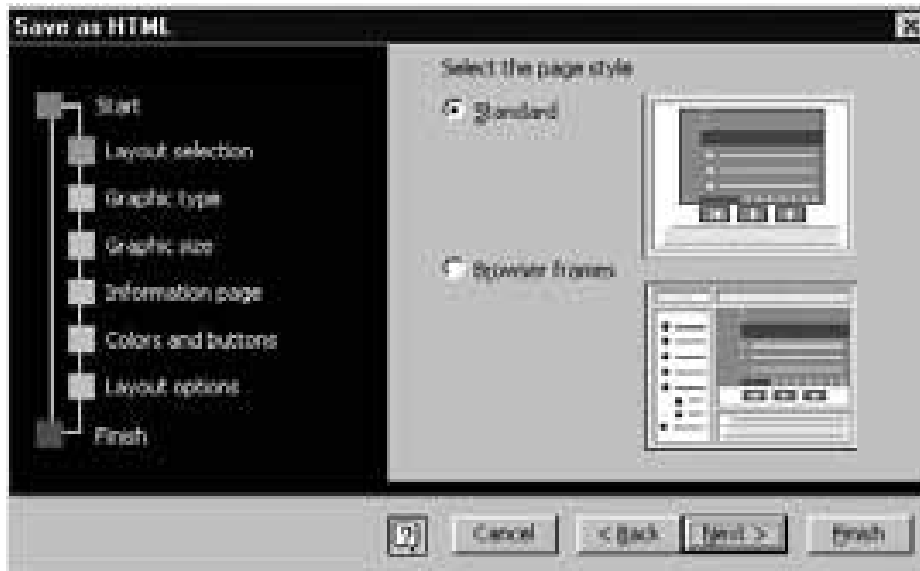 Save as HTML
Start
Layout selection
Graphic type
Graphic size
Information page
Colors and buttons
Layout options
Finish
Select the page style
Standard
Browser frames
Cancel
< Back
Next >
Finish